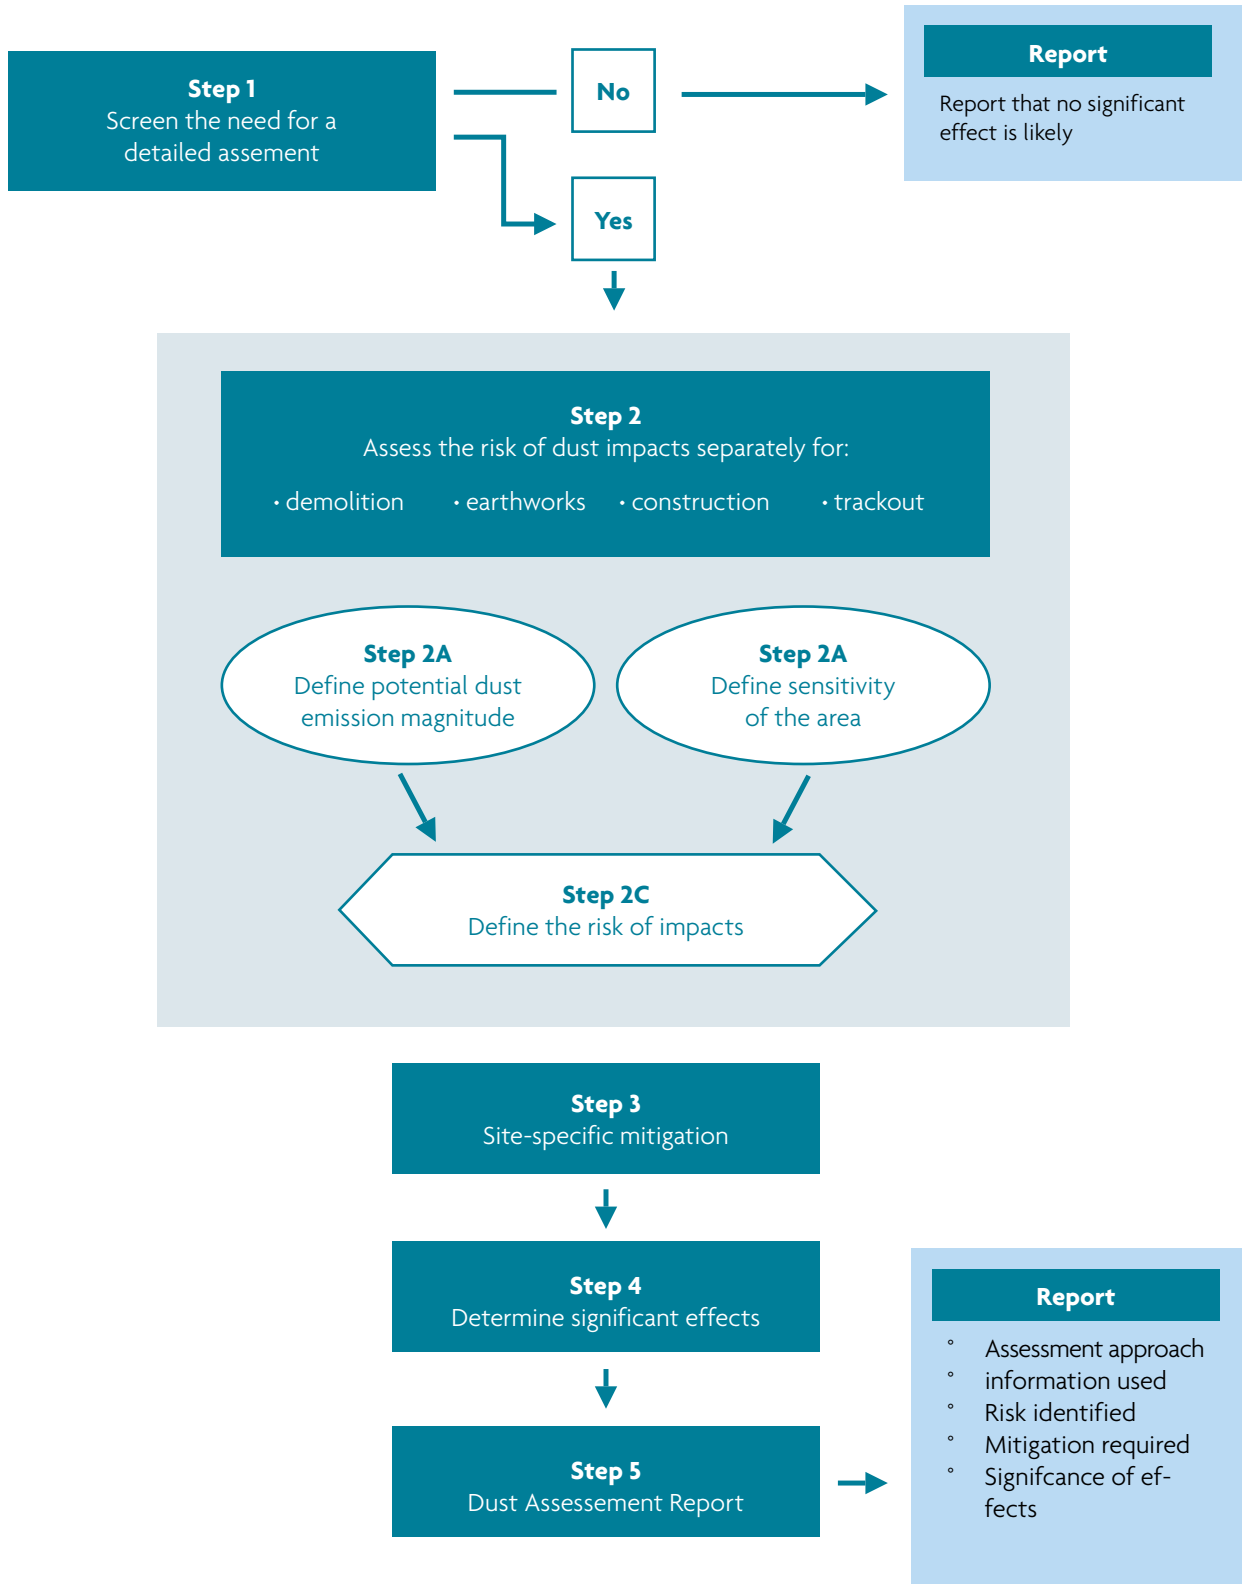 Step 1
Screen the need for a
detailed assement
No
Yes
Report
Report that no significant
effect is likely
Step 2
Assess the risk of dust impacts separately for:
• demolition • earthworks • construction • trackout
Step 2A
Define potential dust
emission magnitude
Step 2A
Define sensitivity
of the area
Step 2C
Define the risk of impacts
Step 3
Site-specific mitigation
Step 4
Determine significant effects
Step 5
Dust Assessement Report
Report
° Assessment approach
° information used
° Risk identified
° Mitigation required
° Signifcance of ef-
fects